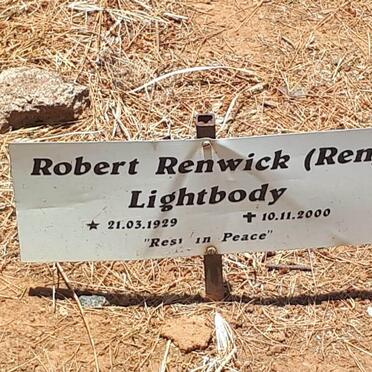 Robert Renwick (Ren
Lightbody
★ 21.03.1929 ✝ 10.11.2000
"Rest in Peace"